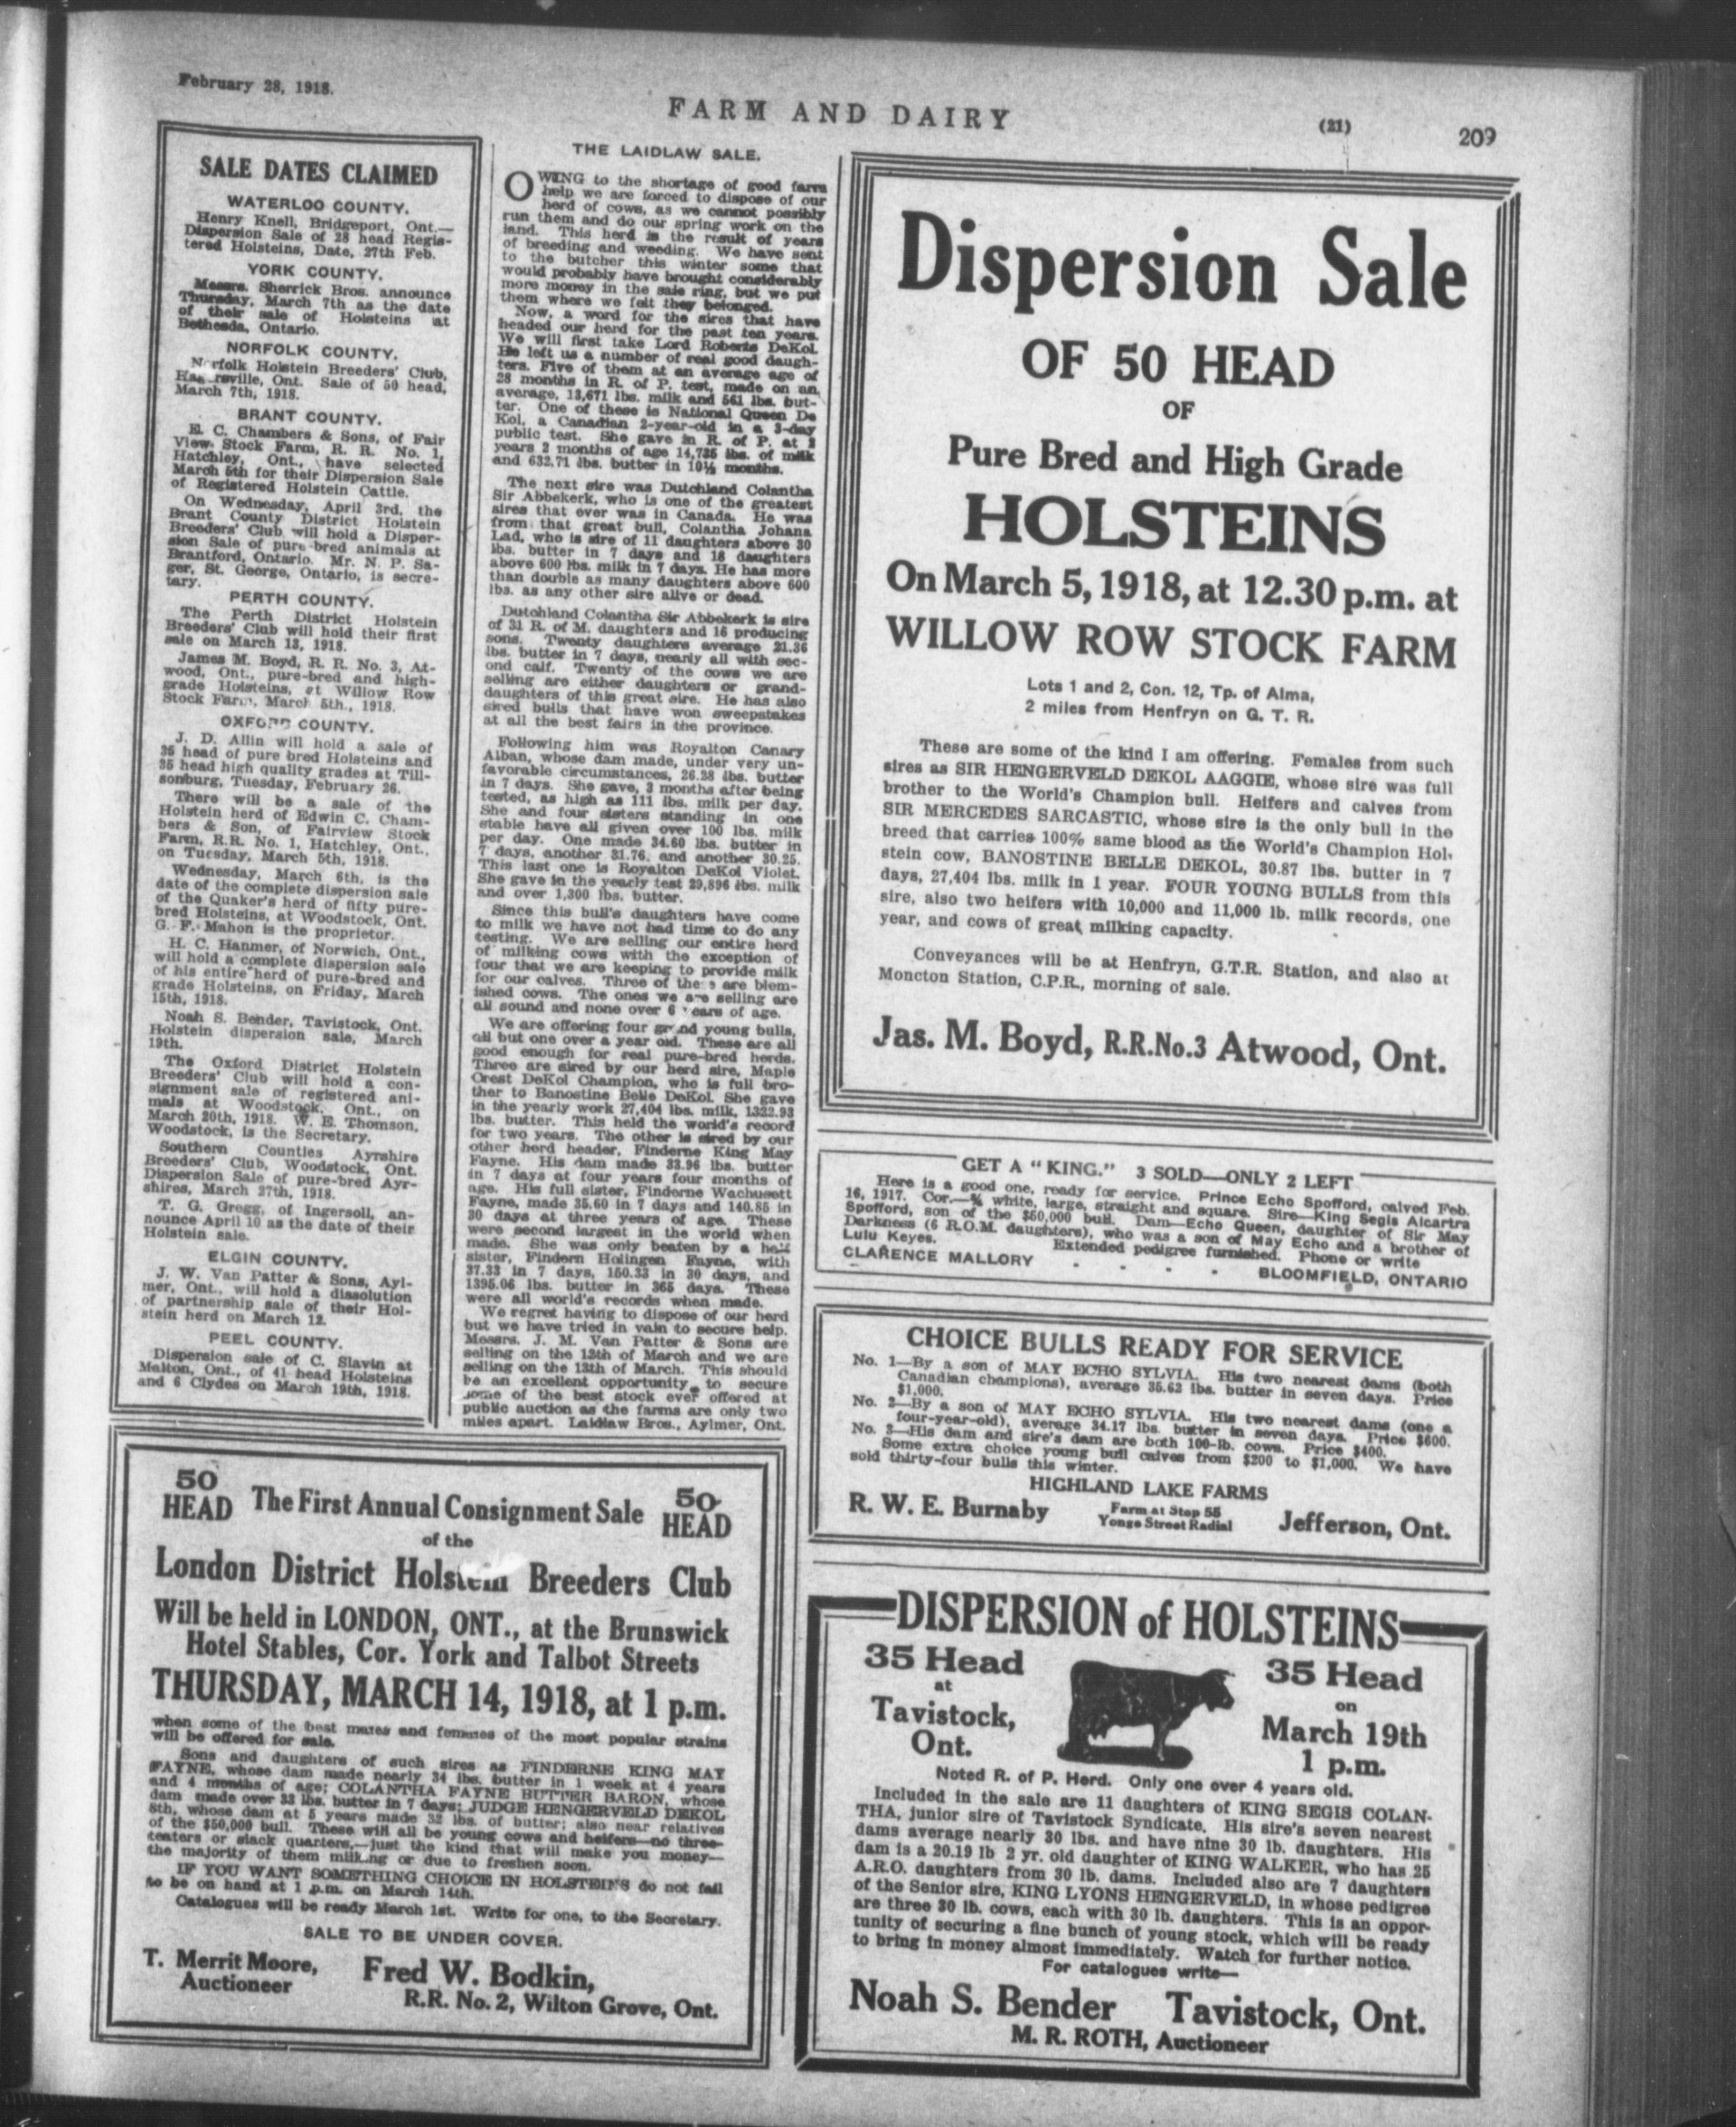 February 28, 1918.
FARM AND DAIRY
(21)
209
SALE DATES CLAIMED
WATERLOO COUNTY.
Henry Knell, Bridgeport, Ont.—
Dispersion Sale of 28 head Regis-
tered Holsteins, Date, 27th Feb.
YORK COUNTY.
Messrs. Sherrick Bros. announce
Thursday, March 7th as the date
of their sale of Holsteins at
Bethesda, Ontario.
NORFOLK COUNTY.
Norfolk Holstein Breeders' Club,
Ont. Sale of 50 head,
March 7th, 1918.
BRANT COUNTY.
E. C. Chambers & Sons, of Fair
View Stock Farm, R. R. No. 1,
Hatchley, Ont., have selected
March 5th for their Dispersion Sale
of Registered Holstein Cattle.
On Wednesday, April 3rd, the
Brant County District Holstein
Breeders' Club will hold a Disper-
sion Sale of pure-bred animals at
Brantford, Ontario. Mr. N. P. Sa-
ger, St. George, Ontario, is secre-
tary.
PERTH COUNTY.
The Perth District Holstein
Breeders' Club will hold their first
sale on March 13, 1918.
James M. Boyd, R. R. No. 3, At-
wood, Ont., pure-bred and high-
grade Holsteins, at Willow Row
Stock Farm, March 5th., 1918.
OXFORD COUNTY.
J. D. Allin will hold a sale of
35 head of pure bred Holsteins and
35 head high quality grades at Till-
sonburg, Tuesday, February 26.
There will be a sale of the
Holstein herd of Edwin C. Cham-
bers & Son, of Fairview Stock
Farm, R.R. No. 1, Hatchley, Ont.,
on Tuesday, March 5th, 1918.
Wednesday, March 6th, is the
date of the complete dispersion sale
of the Quaker's herd of fifty pure-
bred Holsteins, at Woodstock, Ont.
G. F. Mahon is the proprietor.
H. C. Hanmer, of Norwich, Ont.,
will hold a complete dispersion sale
of his entire herd of pure-bred and
grade Holsteins, on Friday, March
15th, 1918.
Noah S. Bender, Tavistock, Ont.
Holstein dispersion sale, March
19th.
The Oxford District Holstein
Breeders' Club will hold a con-
signment sale of registered ani-
mals at Woodstock, Ont., on
March 20th, 1918. W. E. Thomson,
Woodstock, is the Secretary.
Southern Counties Ayrshire
Breeders' Club, Woodstock, Ont.
Dispersion Sale of pure-bred Ayr-
shires, March 27th, 1918.
T. G. Gregg, of Ingersoll, an-
nounce April 10 as the date of their
Holstein sale.
ELGIN COUNTY.
J. W. Van Patter & Sons, Ayl-
mer, Ont., will hold a dissolution
of partnership sale of their Hol-
stein herd on March 12.
PEEL COUNTY.
Dispersion sale of C. Slavin at
Malton, Ont., of 41 head Holsteins
and 6 Clydes on March 19th, 1918.
THE LAIDLAW SALE.
OWING to the shortage of good farm
help we are forced to dispose of our
herd of cows, as we cannot possibly
run them and do our spring work on the
land. This herd is the result of years
of breeding and weeding. We have sent
to the butcher this winter some that
would probably have brought considerably
more money in the sale ring, but we put
them where we felt they belonged.
Now, a word for the sires that have
headed our herd for the past ten years.
We will first take Lord Roberts DeKol.
He left us a number of real good daugh-
ters. Five of them at an average age of
28 months in R. of P. test, made on an
average, 13,671 lbs. milk and 561 lbs. but-
ter. One of these is National Queen De
Kol, a Canadian 2-year-old in a 3-day
public test. She gave in R. of P. at 2
years 2 months of age 14,735 lbs. of milk
and 632.71 lbs. butter in 10½ months.
The next sire was Dutchland Colantha
Sir Abbekerk, who is one of the greatest
sires that ever was in Canada. He was
from that great bull, Colantha Johana
Lad, who is sire of 11 daughters above 30
lbs. butter in 7 days and 18 daughters
above 600 lbs. milk in 7 days. He has more
than double as many daughters above 600
lbs. as any other sire alive or dead.
Dutchland Colantha Sir Abbekerk is sire
of 31 R. of M. daughters and 16 producing
sons. Twenty daughters average 21.36
lbs. butter in 7 days, nearly all with sec-
ond calf. Twenty of the cows we are
selling are either daughters or grand-
daughters of this great sire. He has also
sired bulls that have won sweepstakes
at all the best fairs in the province.
Following him was Royalton Canary
Alban, whose dam made, under very un-
favorable circumstances, 26.28 lbs. butter
in 7 days. She gave, 3 months after being
tested, as high as 111 lbs. milk per day.
She and four sisters standing in one
stable have all given over 100 lbs. milk
per day. One made 34.60 lbs. butter in
7 days, another 31.76, and another 30.25.
This last one is Royalton DeKol Violet.
She gave in the yearly test 29,896 lbs. milk
and over 1,300 lbs. butter.
Since this bull's daughters have come
to milk we have not had time to do any
testing. We are selling our entire herd
of milking cows with the exception of
four that we are keeping to provide milk
for our calves. Three of the s are blem-
ished cows. The ones we are selling are
all sound and none over 6 years of age.
We are offering four grand young bulls,
all but one over a year old. These are all
good enough for real pure-bred herds.
Three are sired by our herd sire, Maple
Crest DeKol Champion, who is full bro-
ther to Banostine Belle DeKol. She gave
in the yearly work 27,404 lbs. milk, 1322.93
lbs. butter. This held the world's record
for two years. The other is sired by our
other herd header, Finderne King May
Fayne. His dam made 33.96 lbs. butter
in 7 days at four years four months of
age. His full sister, Finderne Wachusett
Fayne, made 35.60 in 7 days and 140.85 in
30 days at three years of age. These
were second largest in the world when
made. She was only beaten by a half
sister, Findern Holingen Fayne, with
37.33 in 7 days, 150.33 in 30 days, and
1395.06 lbs. butter in 365 days. These
were all world's records when made.
We regret having to dispose of our herd
but we have tried in vain to secure help.
Messrs. J. M. Van Patter & Sons are
selling on the 12th of March and we are
selling on the 13th of March. This should
be an excellent opportunity to secure
some of the best stock ever offered at
public auction as the farms are only two
miles apart. Laidlaw Bros., Aylmer, Ont.
Dispersion Sale
OF 50 HEAD
OF
Pure Bred and High Grade
HOLSTEINS
On March 5, 1918, at 12.30 p.m. at
WILLOW ROW STOCK FARM
Lots 1 and 2, Con. 12, Tp. of Alma,
2 miles from Henfryn on G. T. R.
These are some of the kind I am offering. Females from such
sires as SIR HENGERVELD DEKOL AAGGIE, whose sire was full
brother to the World's Champion bull. Heifers and calves from
SIR MERCEDES SARCASTIC, whose sire is the only bull in the
breed that carries 100% same blood as the World's Champion Hol-
stein cow, BANOSTINE BELLE DEKOL, 30.87 lbs. butter in 7
days, 27,404 lbs. milk in 1 year. FOUR YOUNG BULLS from this
sire, also two heifers with 10,000 and 11,000 lb. milk records, one
year, and cows of great milking capacity.
Conveyances will be at Henfryn, G.T.R. Station, and also at
Moncton Station, C.P.R., morning of sale.
Jas. M. Boyd, R.R.No.3 Atwood, Ont.
GET A "KING." 3 SOLD—ONLY 2 LEFT
Here is a good one, ready for service. Prince Echo Spofford, calved Feb.
16, 1917. Cor.—¾ white, large, straight and square. Sire—King Segis Alcartra
Spofford, son of the $50,000 bull. Dam—Echo Queen, daughter of Sir May
Darkness (6 R.O.M. daughters), who was a son of May Echo and a brother of
Lulu Keyes. Extended pedigree furnished. Phone or write
CLARENCE MALLORY - - - - BLOOMFIELD, ONTARIO
CHOICE BULLS READY FOR SERVICE
No. 1—By a son of MAY ECHO SYLVIA. His two nearest dams (both
Canadian champions), average 35.62 lbs. butter in seven days. Price
$1,000.
No. 2—By a son of MAY ECHO SYLVIA. His two nearest dams (one a
four-year-old), average 34.17 lbs. butter in seven days. Price $600.
No. 3—His dam and sire's dam are both 100-lb. cows. Price $400.
Some extra choice young bull calves from $200 to $1,000. We have
sold thirty-four bulls this winter.
HIGHLAND LAKE FARMS
R. W. E. Burnaby Farm at Stop 55 Jefferson, Ont.
Yonge Street Radial
50 HEAD The First Annual Consignment Sale 50 HEAD
of the
London District Holstein Breeders Club
Will be held in LONDON, ONT., at the Brunswick
Hotel Stables, Cor. York and Talbot Streets
THURSDAY, MARCH 14, 1918, at 1 p.m.
when some of the best males and females of the most popular strains
will be offered for sale.
Sons and daughters of such sires as FINDERNE KING MAY
FAYNE, whose dam made nearly 34 lbs. butter in 1 week at 4 years
and 4 months of age; COLANTHA FAYNE BUTTER BARON, whose
dam made over 33 lbs. butter in 7 days; JUDGE HENGERVELD DEKOL
8th, whose dam at 5 years made 32 lbs. of butter; also near relatives
of the $50,000 bull. These will all be young cows and heifers—no three-
teaters or slack quarters,—just the kind that will make you money—
the majority of them milking or due to freshen soon.
IF YOU WANT SOMETHING CHOICE IN HOLSTEINS do not fail
to be on hand at 1 p.m. on March 14th.
Catalogues will be ready March 1st. Write for one, to the Secretary.
SALE TO BE UNDER COVER.
T. Merrit Moore, Fred W. Bodkin,
Auctioneer R.R. No. 2, Wilton Grove, Ont.
DISPERSION of HOLSTEINS
35 Head
at
Tavistock,
Ont.
35 Head
on
March 19th
1 p.m.
Noted R. of P. Herd. Only one over 4 years old.
Included in the sale are 11 daughters of KING SEGIS COLAN-
THA, junior sire of Tavistock Syndicate. His sire's seven nearest
dams average nearly 30 lbs. and have nine 30 lb. daughters. His
dam is a 20.19 lb 2 yr. old daughter of KING WALKER, who has 25
A.R.O. daughters from 30 lb. dams. Included also are 7 daughters
of the Senior sire, KING LYONS HENGERVELD, in whose pedigree
are three 30 lb. cows, each with 30 lb. daughters. This is an oppor-
tunity of securing a fine bunch of young stock, which will be ready
to bring in money almost immediately. Watch for further notice.
For catalogues write—
Noah S. Bender Tavistock, Ont.
M. R. ROTH, Auctioneer